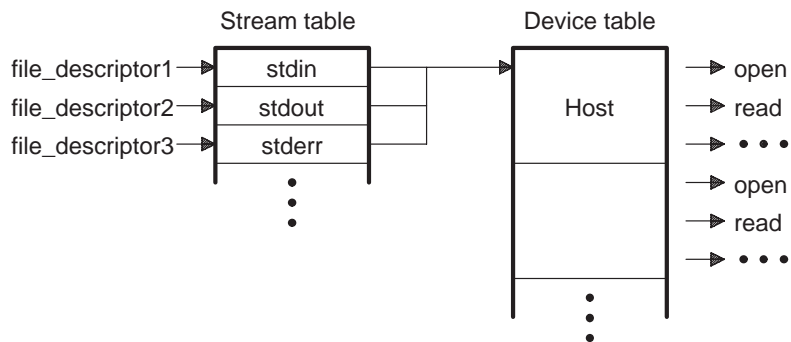 Stream table Device table
file_descriptor1 stdin open
file_descriptor2 stdout Host read
file_descriptor3 stderr • • •
open
read
• • •